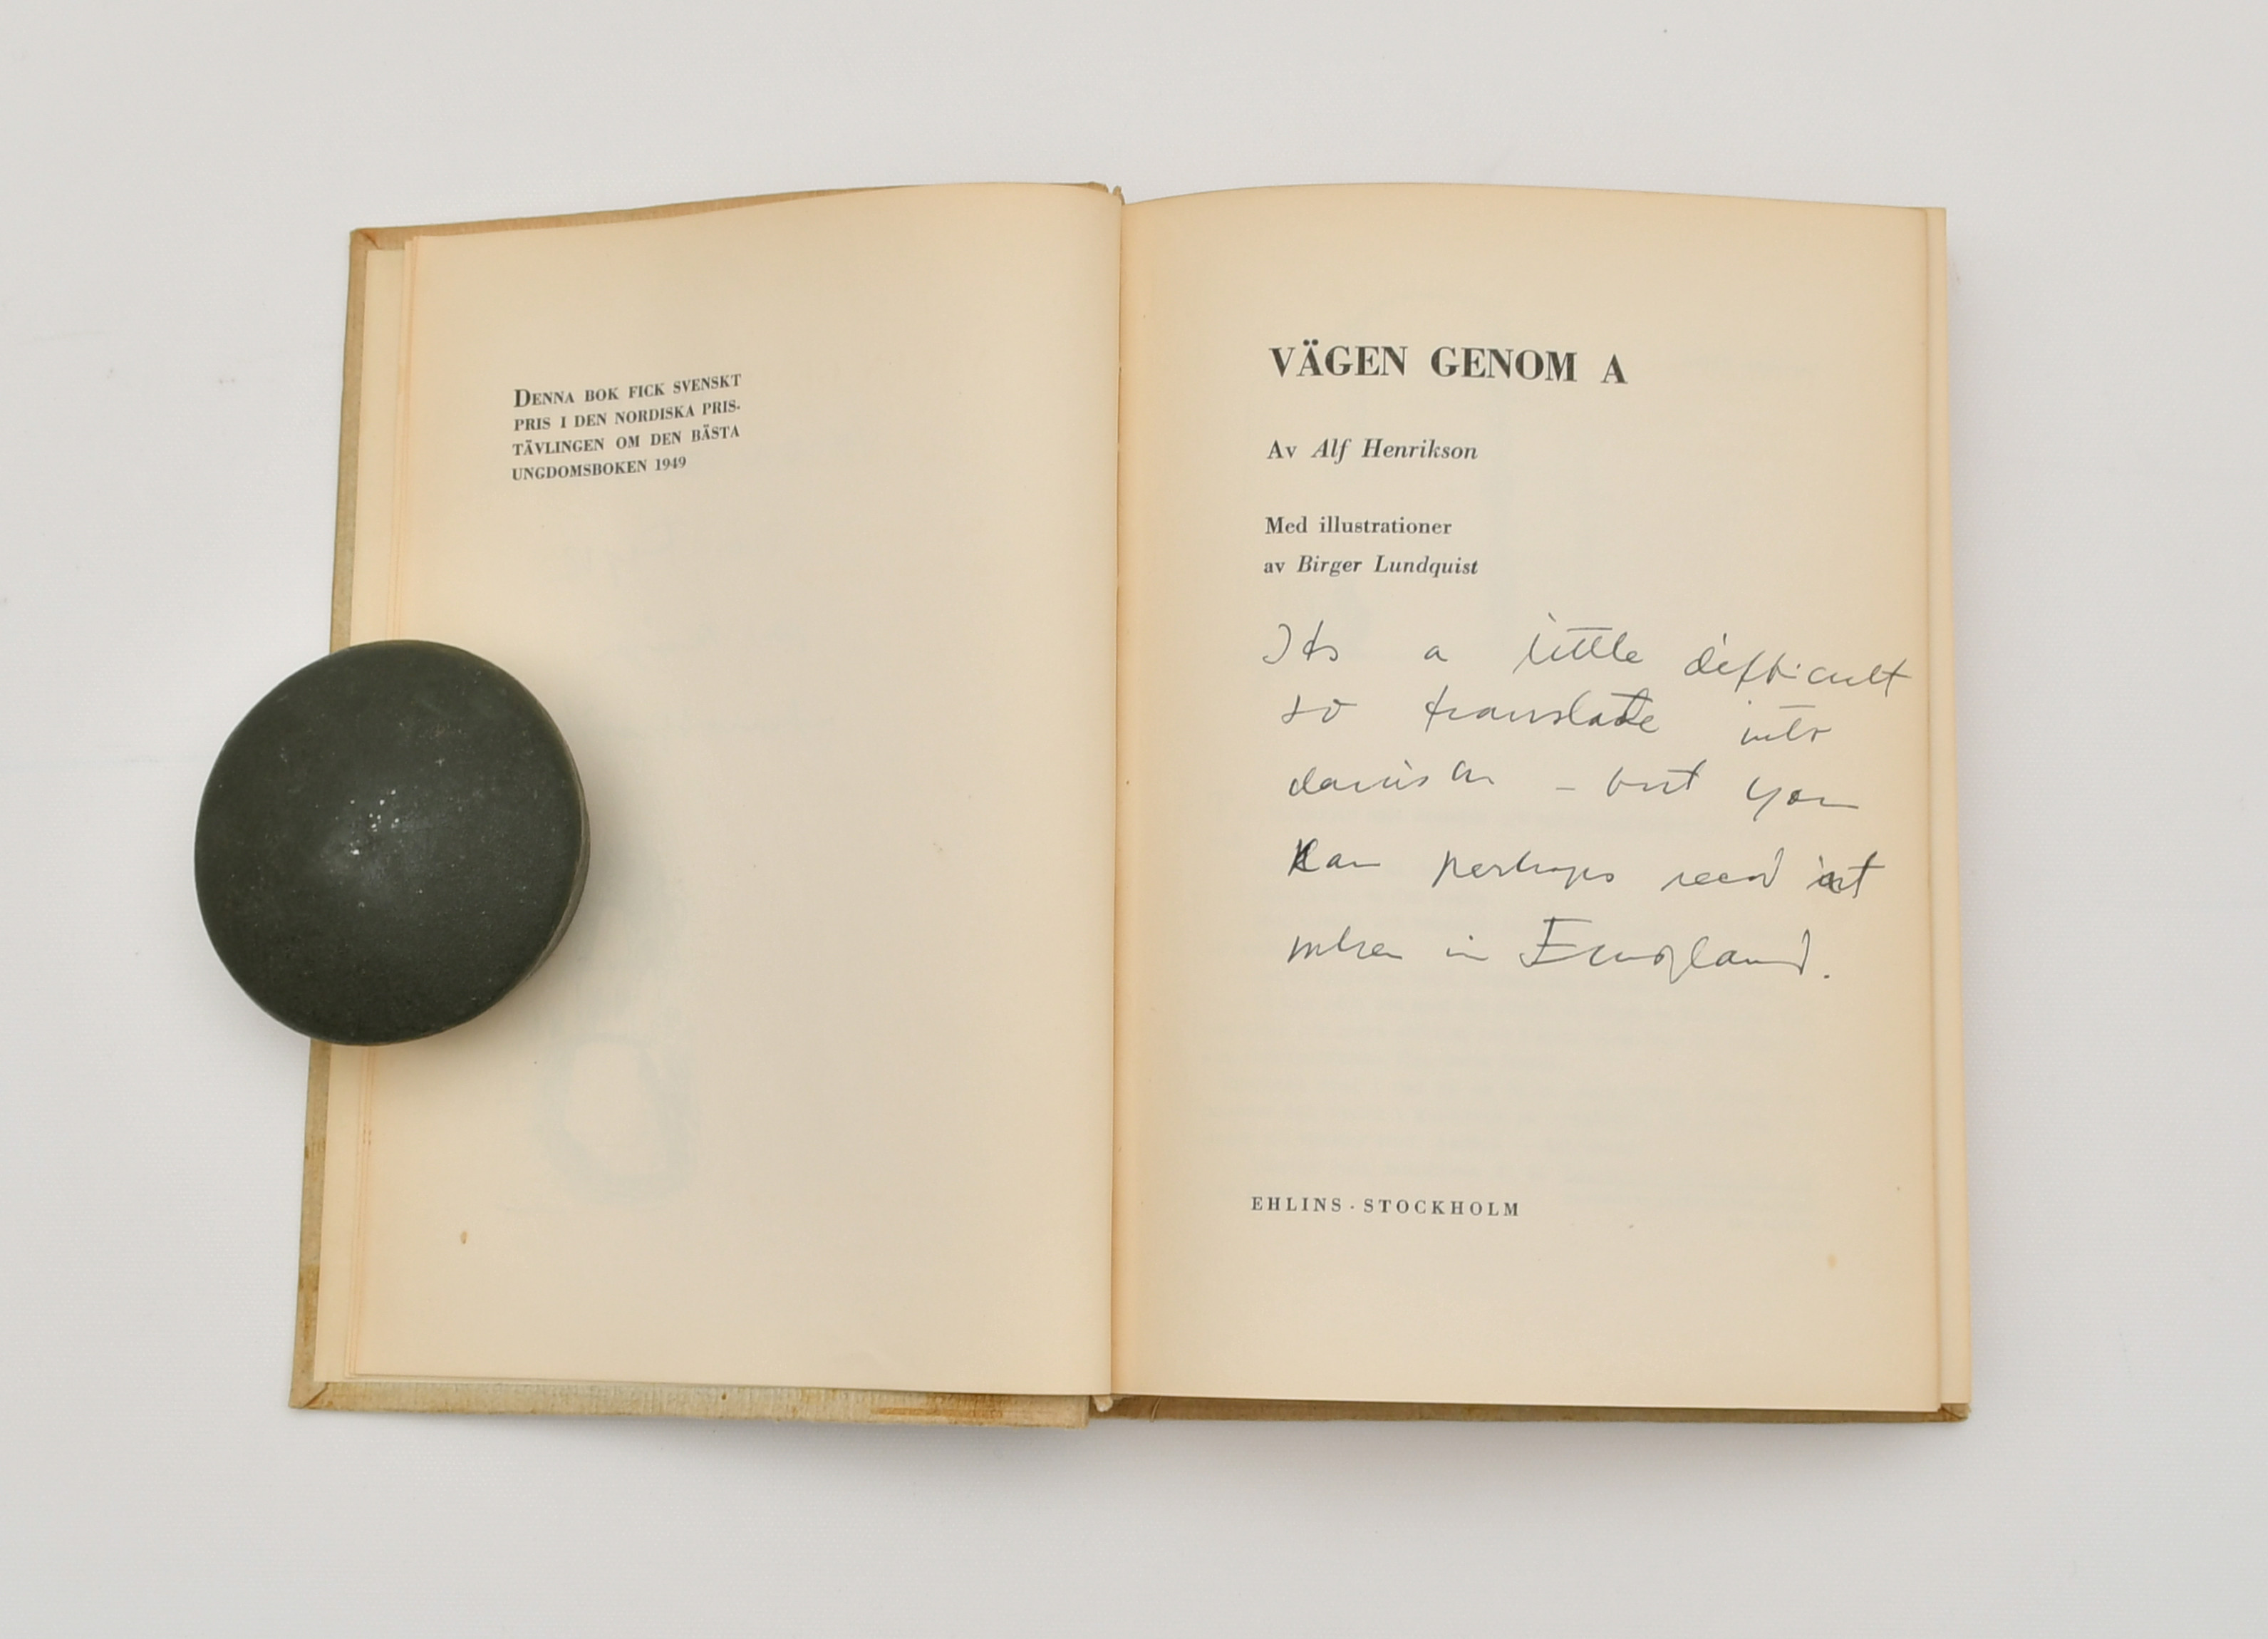 DENNA BOK FICK SVENSKT
PRIS I DEN NORDISKA PRIS-
TÄVLINGEN OM DEN BÄSTA
UNGDOMSBOKEN 1949
VÄGEN GENOM A
Av Alf Henrikson
Med illustrationer
av Birger Lundquist
Its a little difficult
to translate into
danish – but you
kan perhaps read it
when in England.
EHLINS · STOCKHOLM